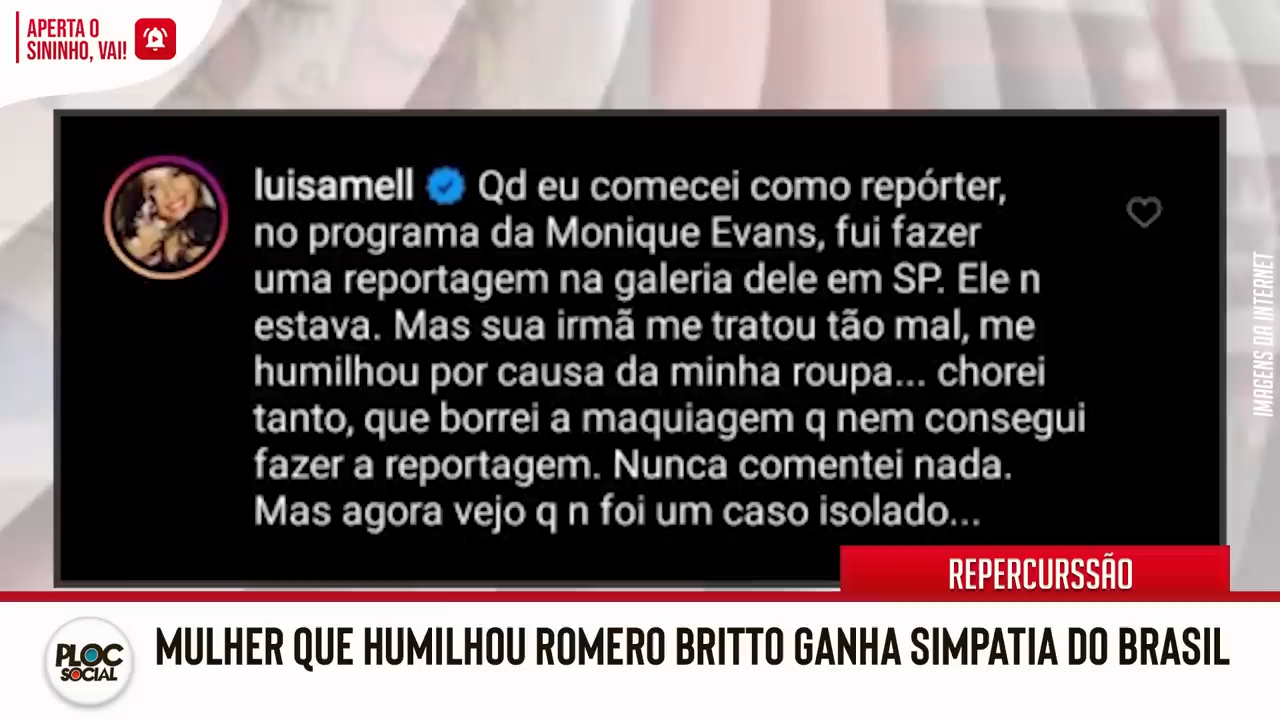 APERTA O
SININHO, VAI!
luisamell Qd eu comecei como repórter,
no programa da Monique Evans, fui fazer
uma reportagem na galeria dele em SP. Ele n
estava. Mas sua irmã me tratou tão mal, me
humilhou por causa da minha roupa... chorei
tanto, que borrei a maquiagem q nem consegui
fazer a reportagem. Nunca comentei nada.
Mas agora vejo q n foi um caso isolado...
IMAGENS DA INTERNET
REPERCURSSÃO
PLOC
SOCIAL
MULHER QUE HUMILHOU ROMERO BRITTO GANHA SIMPATIA DO BRASIL